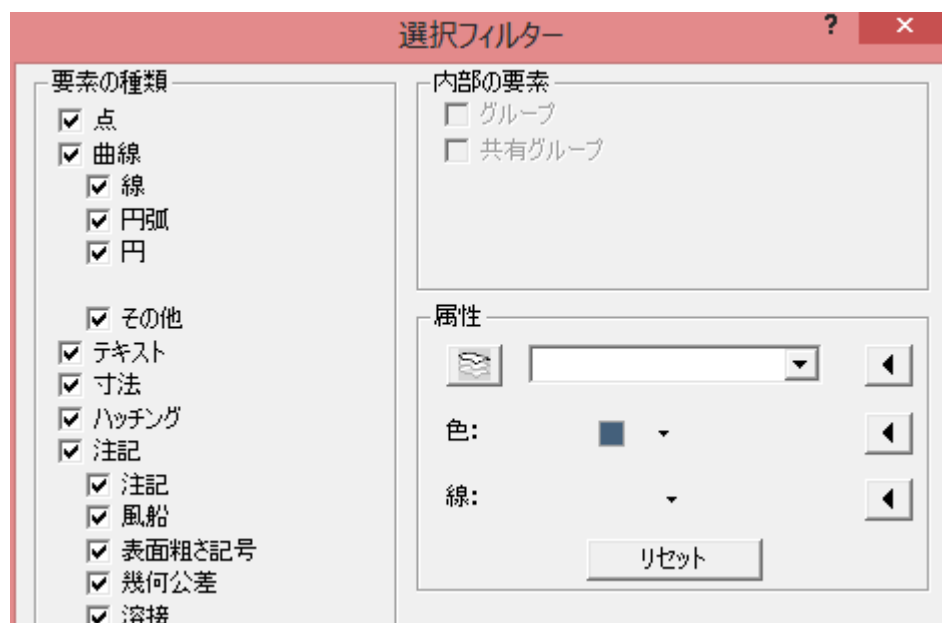 選択フィルター
?
×
要素の種類
点
曲線
線
円弧
円
その他
テキスト
寸法
ハッチング
注記
注記
風船
表面粗さ記号
幾何公差
溶接
内部の要素
グループ
共有グループ
属性
色:
線:
リセット